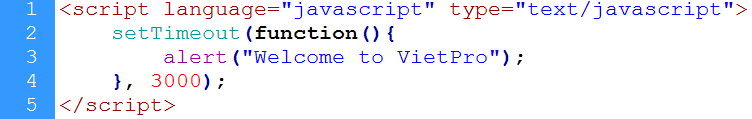 1 <script language="javascript" type="text/javascript">
2     setTimeout(function(){
3         alert("Welcome to VietPro");
4     }, 3000);
5 </script>